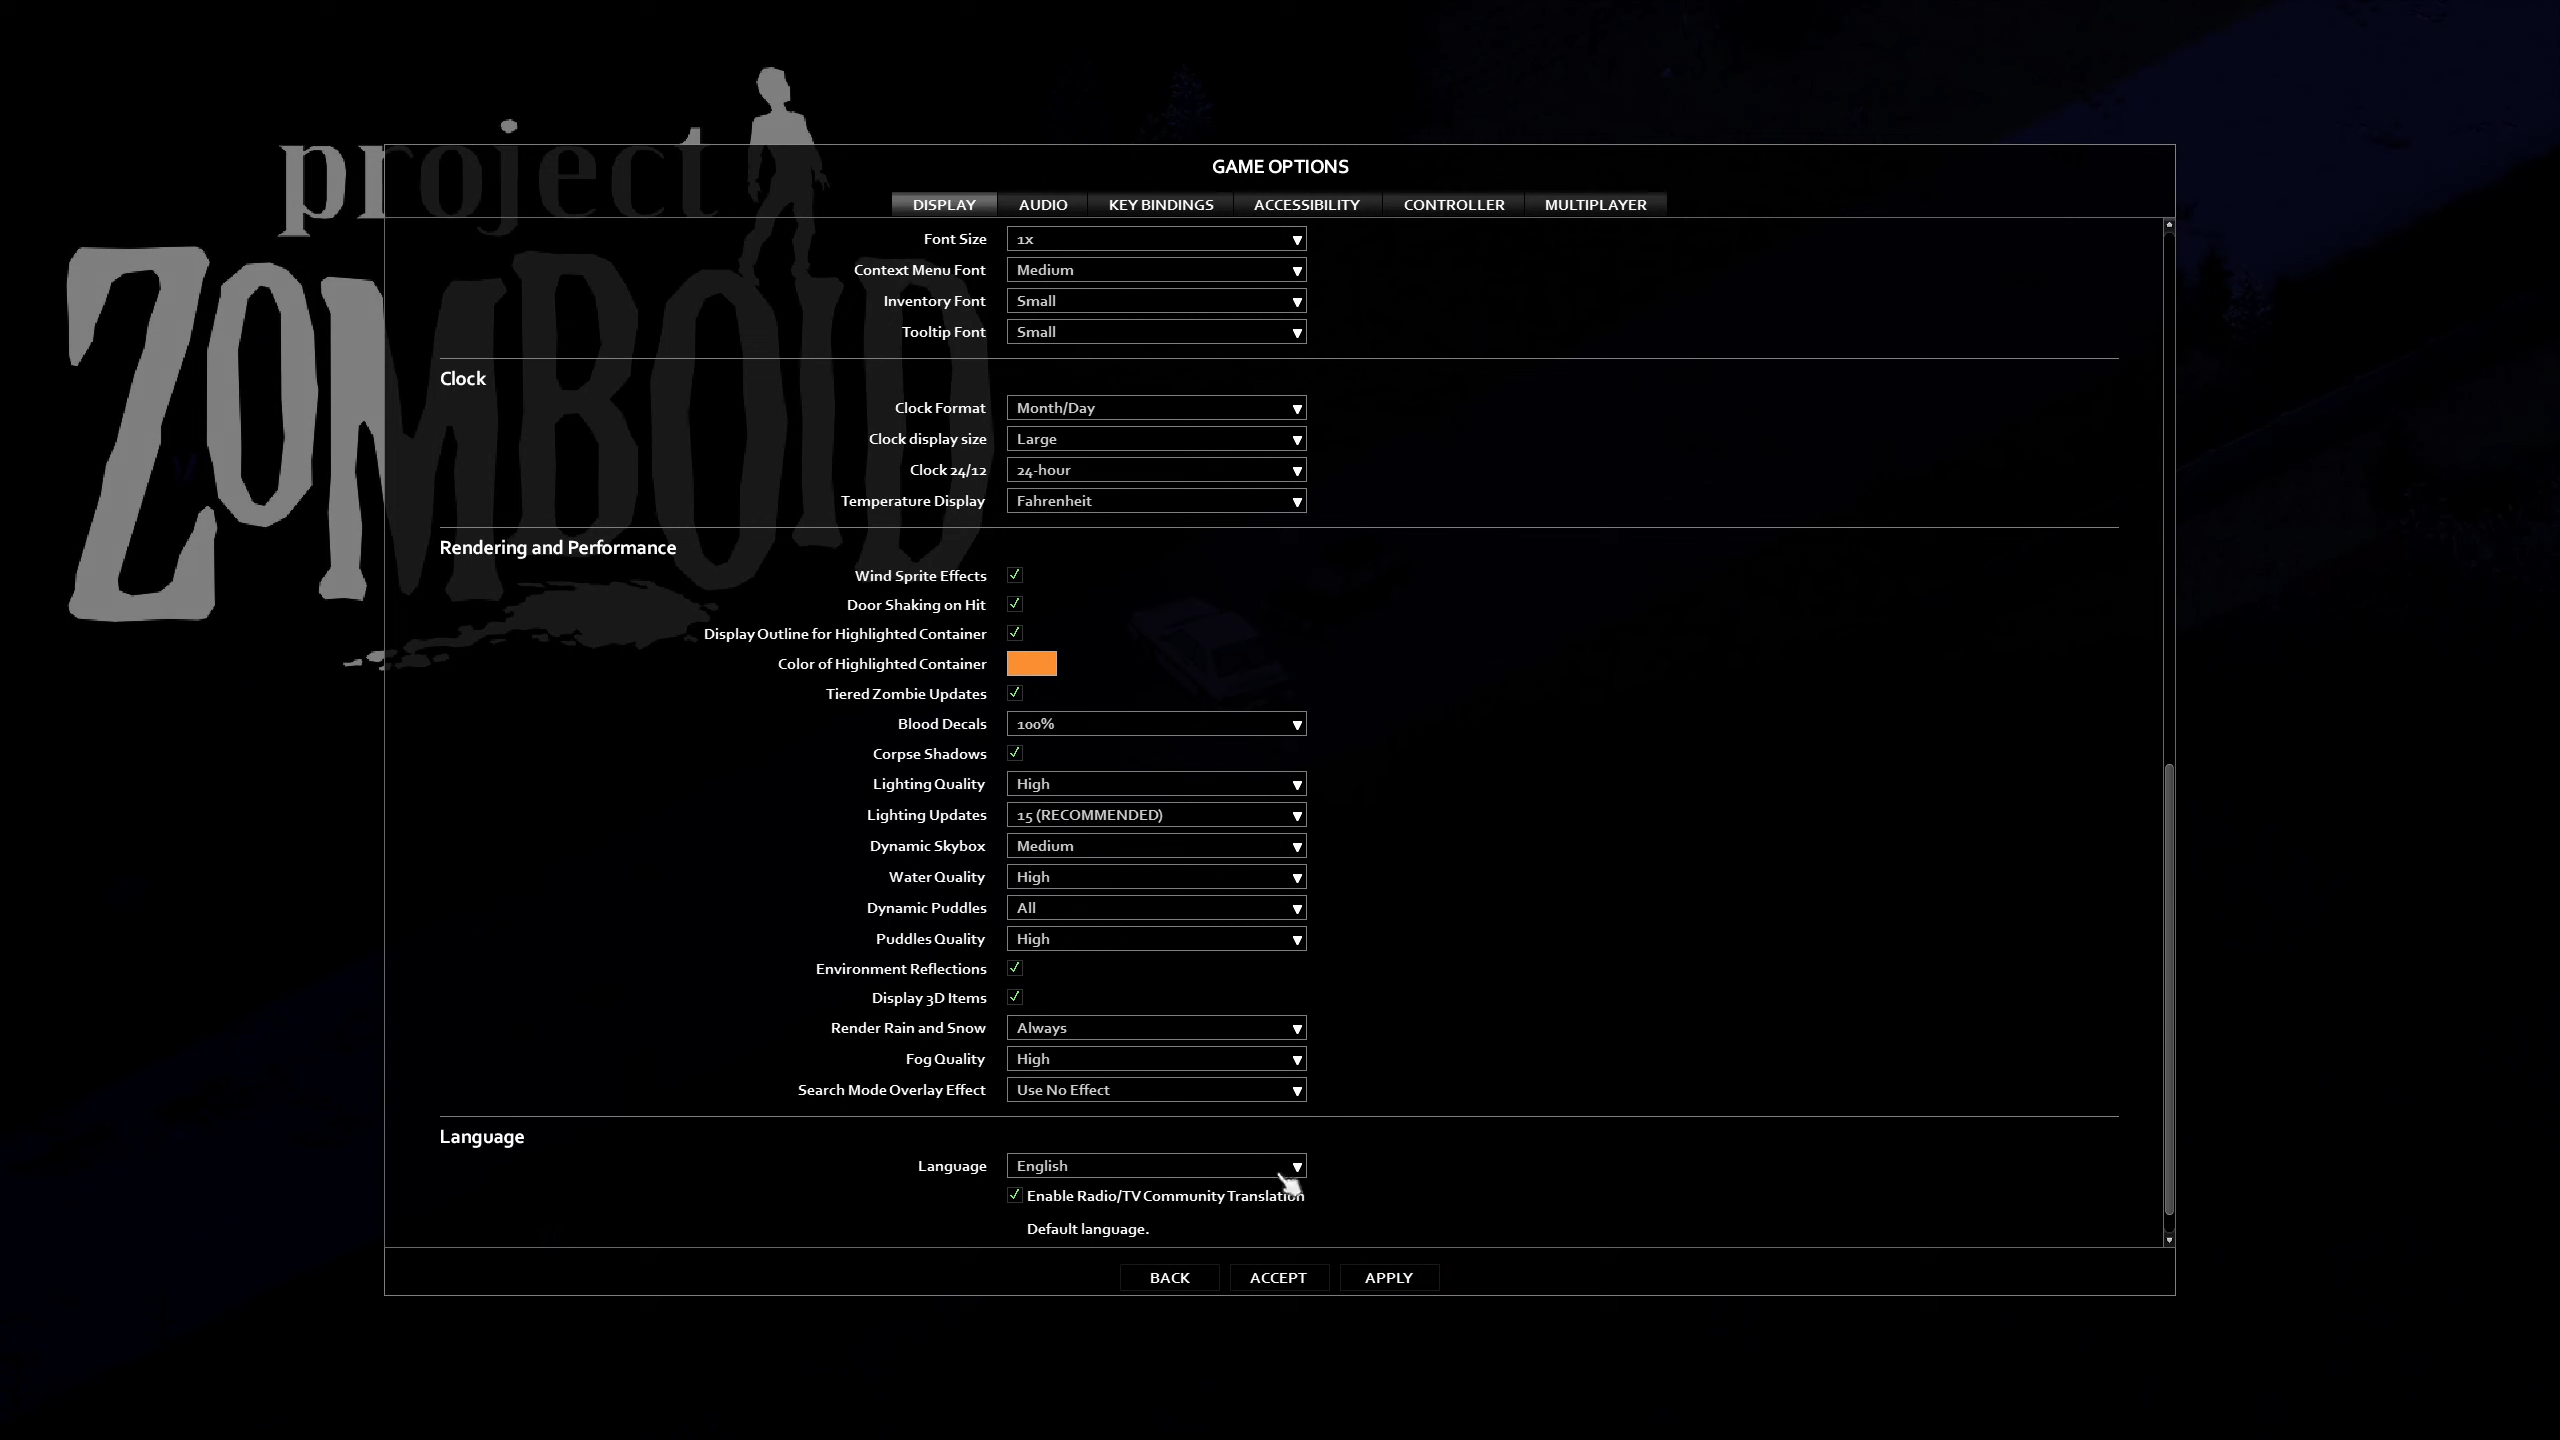 project
ZOMBOID
GAME OPTIONS
DISPLAY AUDIO KEY BINDINGS ACCESSIBILITY CONTROLLER MULTIPLAYER
Font Size 1x
Context Menu Font Medium
Inventory Font Small
Tooltip Font Small
Clock
Clock Format Month/Day
Clock display size Large
Clock 24/12 24-hour
Temperature Display Fahrenheit
Rendering and Performance
Wind Sprite Effects
Door Shaking on Hit
Display Outline for Highlighted Container
Color of Highlighted Container
Tiered Zombie Updates
Blood Decals 100%
Corpse Shadows
Lighting Quality High
Lighting Updates 15 (RECOMMENDED)
Dynamic Skybox Medium
Water Quality High
Dynamic Puddles All
Puddles Quality High
Environment Reflections
Display 3D Items
Render Rain and Snow Always
Fog Quality High
Search Mode Overlay Effect Use No Effect
Language
Language English
Enable Radio/TV Community Translation
Default language.
BACK ACCEPT APPLY